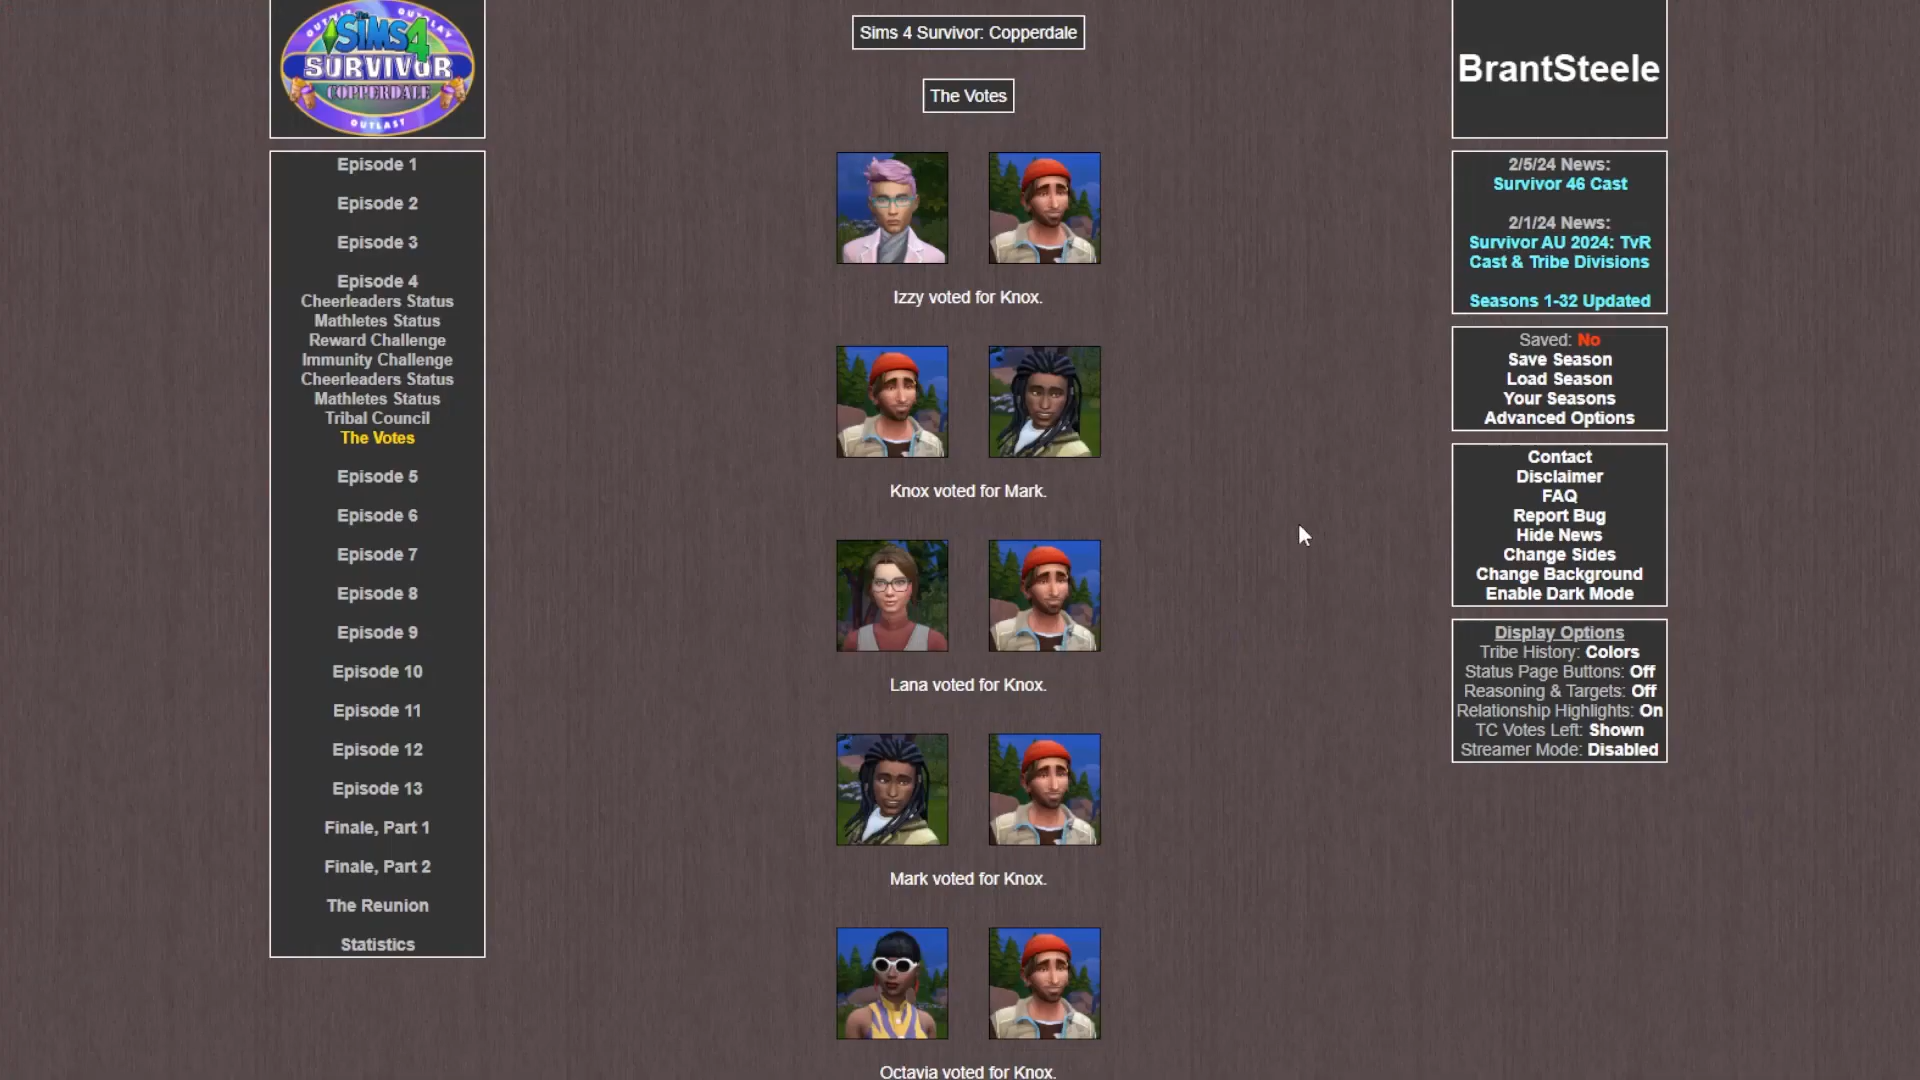 OUTWIT OUTPLAY
The SIMS 4
SURVIVOR
COPPERDALE
OUTLAST
Episode 1
Episode 2
Episode 3
Episode 4
Cheerleaders Status
Mathletes Status
Reward Challenge
Immunity Challenge
Cheerleaders Status
Mathletes Status
Tribal Council
The Votes
Episode 5
Episode 6
Episode 7
Episode 8
Episode 9
Episode 10
Episode 11
Episode 12
Episode 13
Finale, Part 1
Finale, Part 2
The Reunion
Statistics
Sims 4 Survivor: Copperdale
The Votes
Izzy voted for Knox.
Knox voted for Mark.
Lana voted for Knox.
Mark voted for Knox.
Octavia voted for Knox.
BrantSteele
2/5/24 News:
Survivor 46 Cast
2/1/24 News:
Survivor AU 2024: TvR
Cast & Tribe Divisions
Seasons 1-32 Updated
Saved: No
Save Season
Load Season
Your Seasons
Advanced Options
Contact
Disclaimer
FAQ
Report Bug
Hide News
Change Sides
Change Background
Enable Dark Mode
Display Options
Tribe History: Colors
Status Page Buttons: Off
Reasoning & Targets: Off
Relationship Highlights: On
TC Votes Left: Shown
Streamer Mode: Disabled